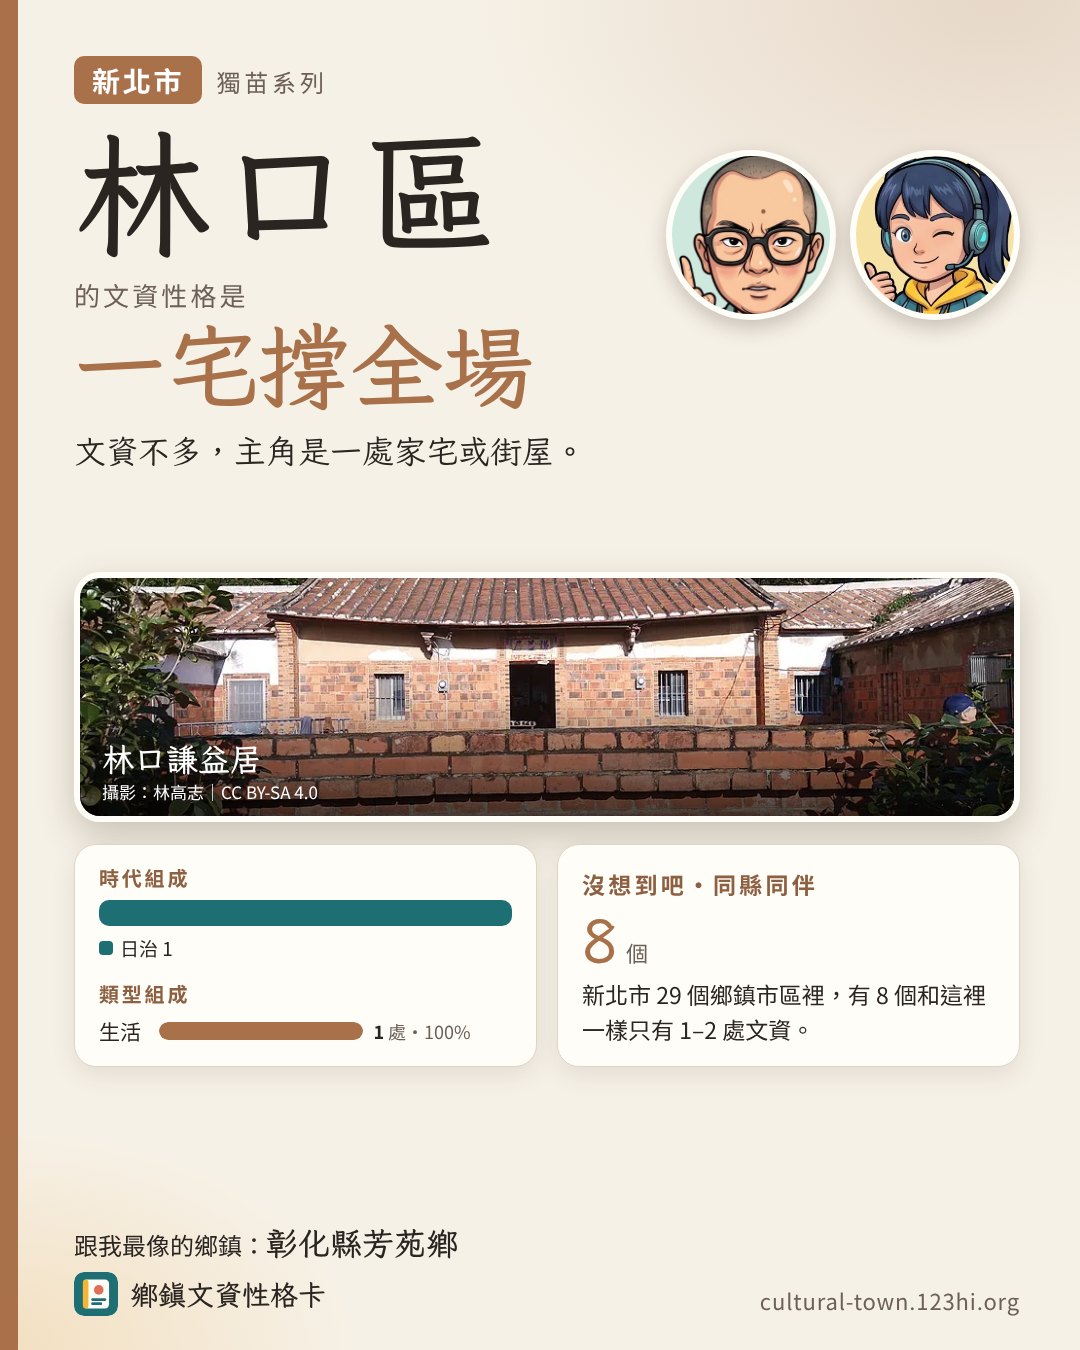 新北市 獨苗系列
林口區
的文資性格是
一宅撐全場
文資不多，主角是一處家宅或街屋。
林口謙益居
攝影：林高志｜CC BY-SA 4.0
時代組成
日治 1
類型組成
生活 1 處・100%
沒想到吧・同縣同伴
8 個
新北市 29 個鄉鎮市區裡，有 8 個和這裡
一樣只有 1–2 處文資。
跟我最像的鄉鎮：彰化縣芳苑鄉
鄉鎮文資性格卡
cultural-town.123hi.org